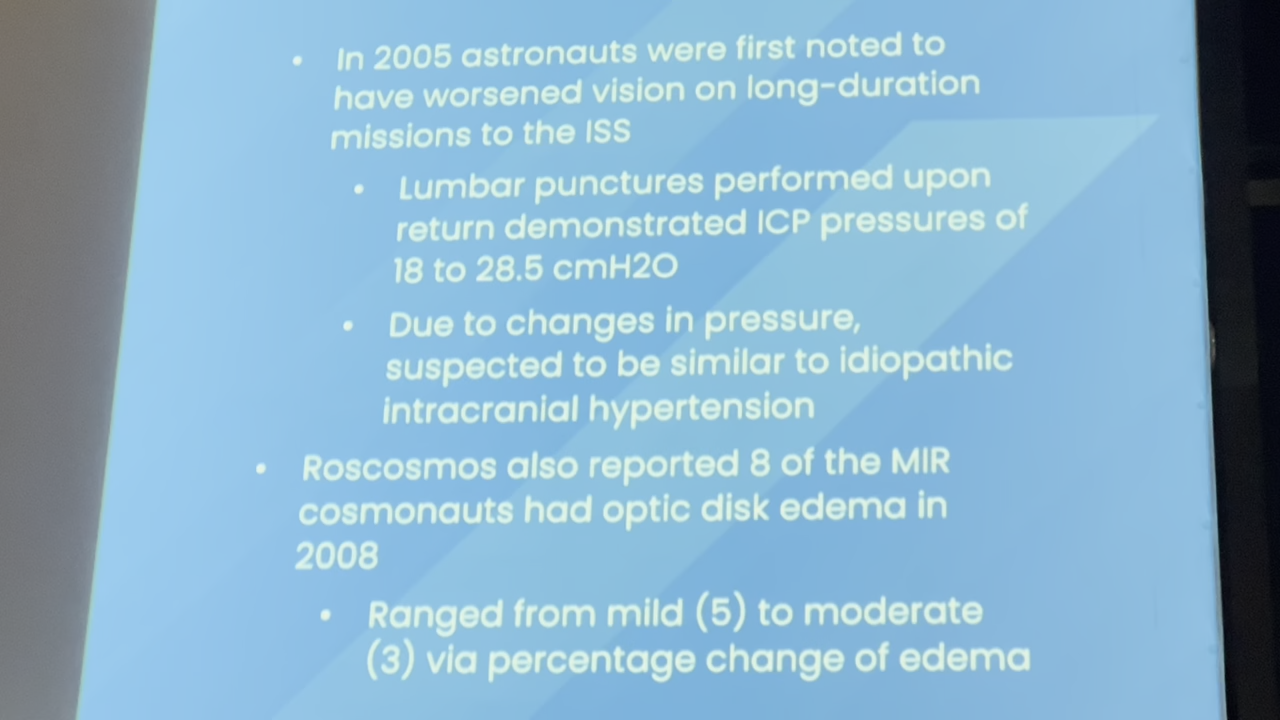 • In 2005 astronauts were first noted to
have worsened vision on long-duration
missions to the ISS
• Lumbar punctures performed upon
return demonstrated ICP pressures of
18 to 28.5 cmH2O
• Due to changes in pressure,
suspected to be similar to idiopathic
intracranial hypertension
• Roscosmos also reported 8 of the MIR
cosmonauts had optic disk edema in
2008
• Ranged from mild (5) to moderate
(3) via percentage change of edema